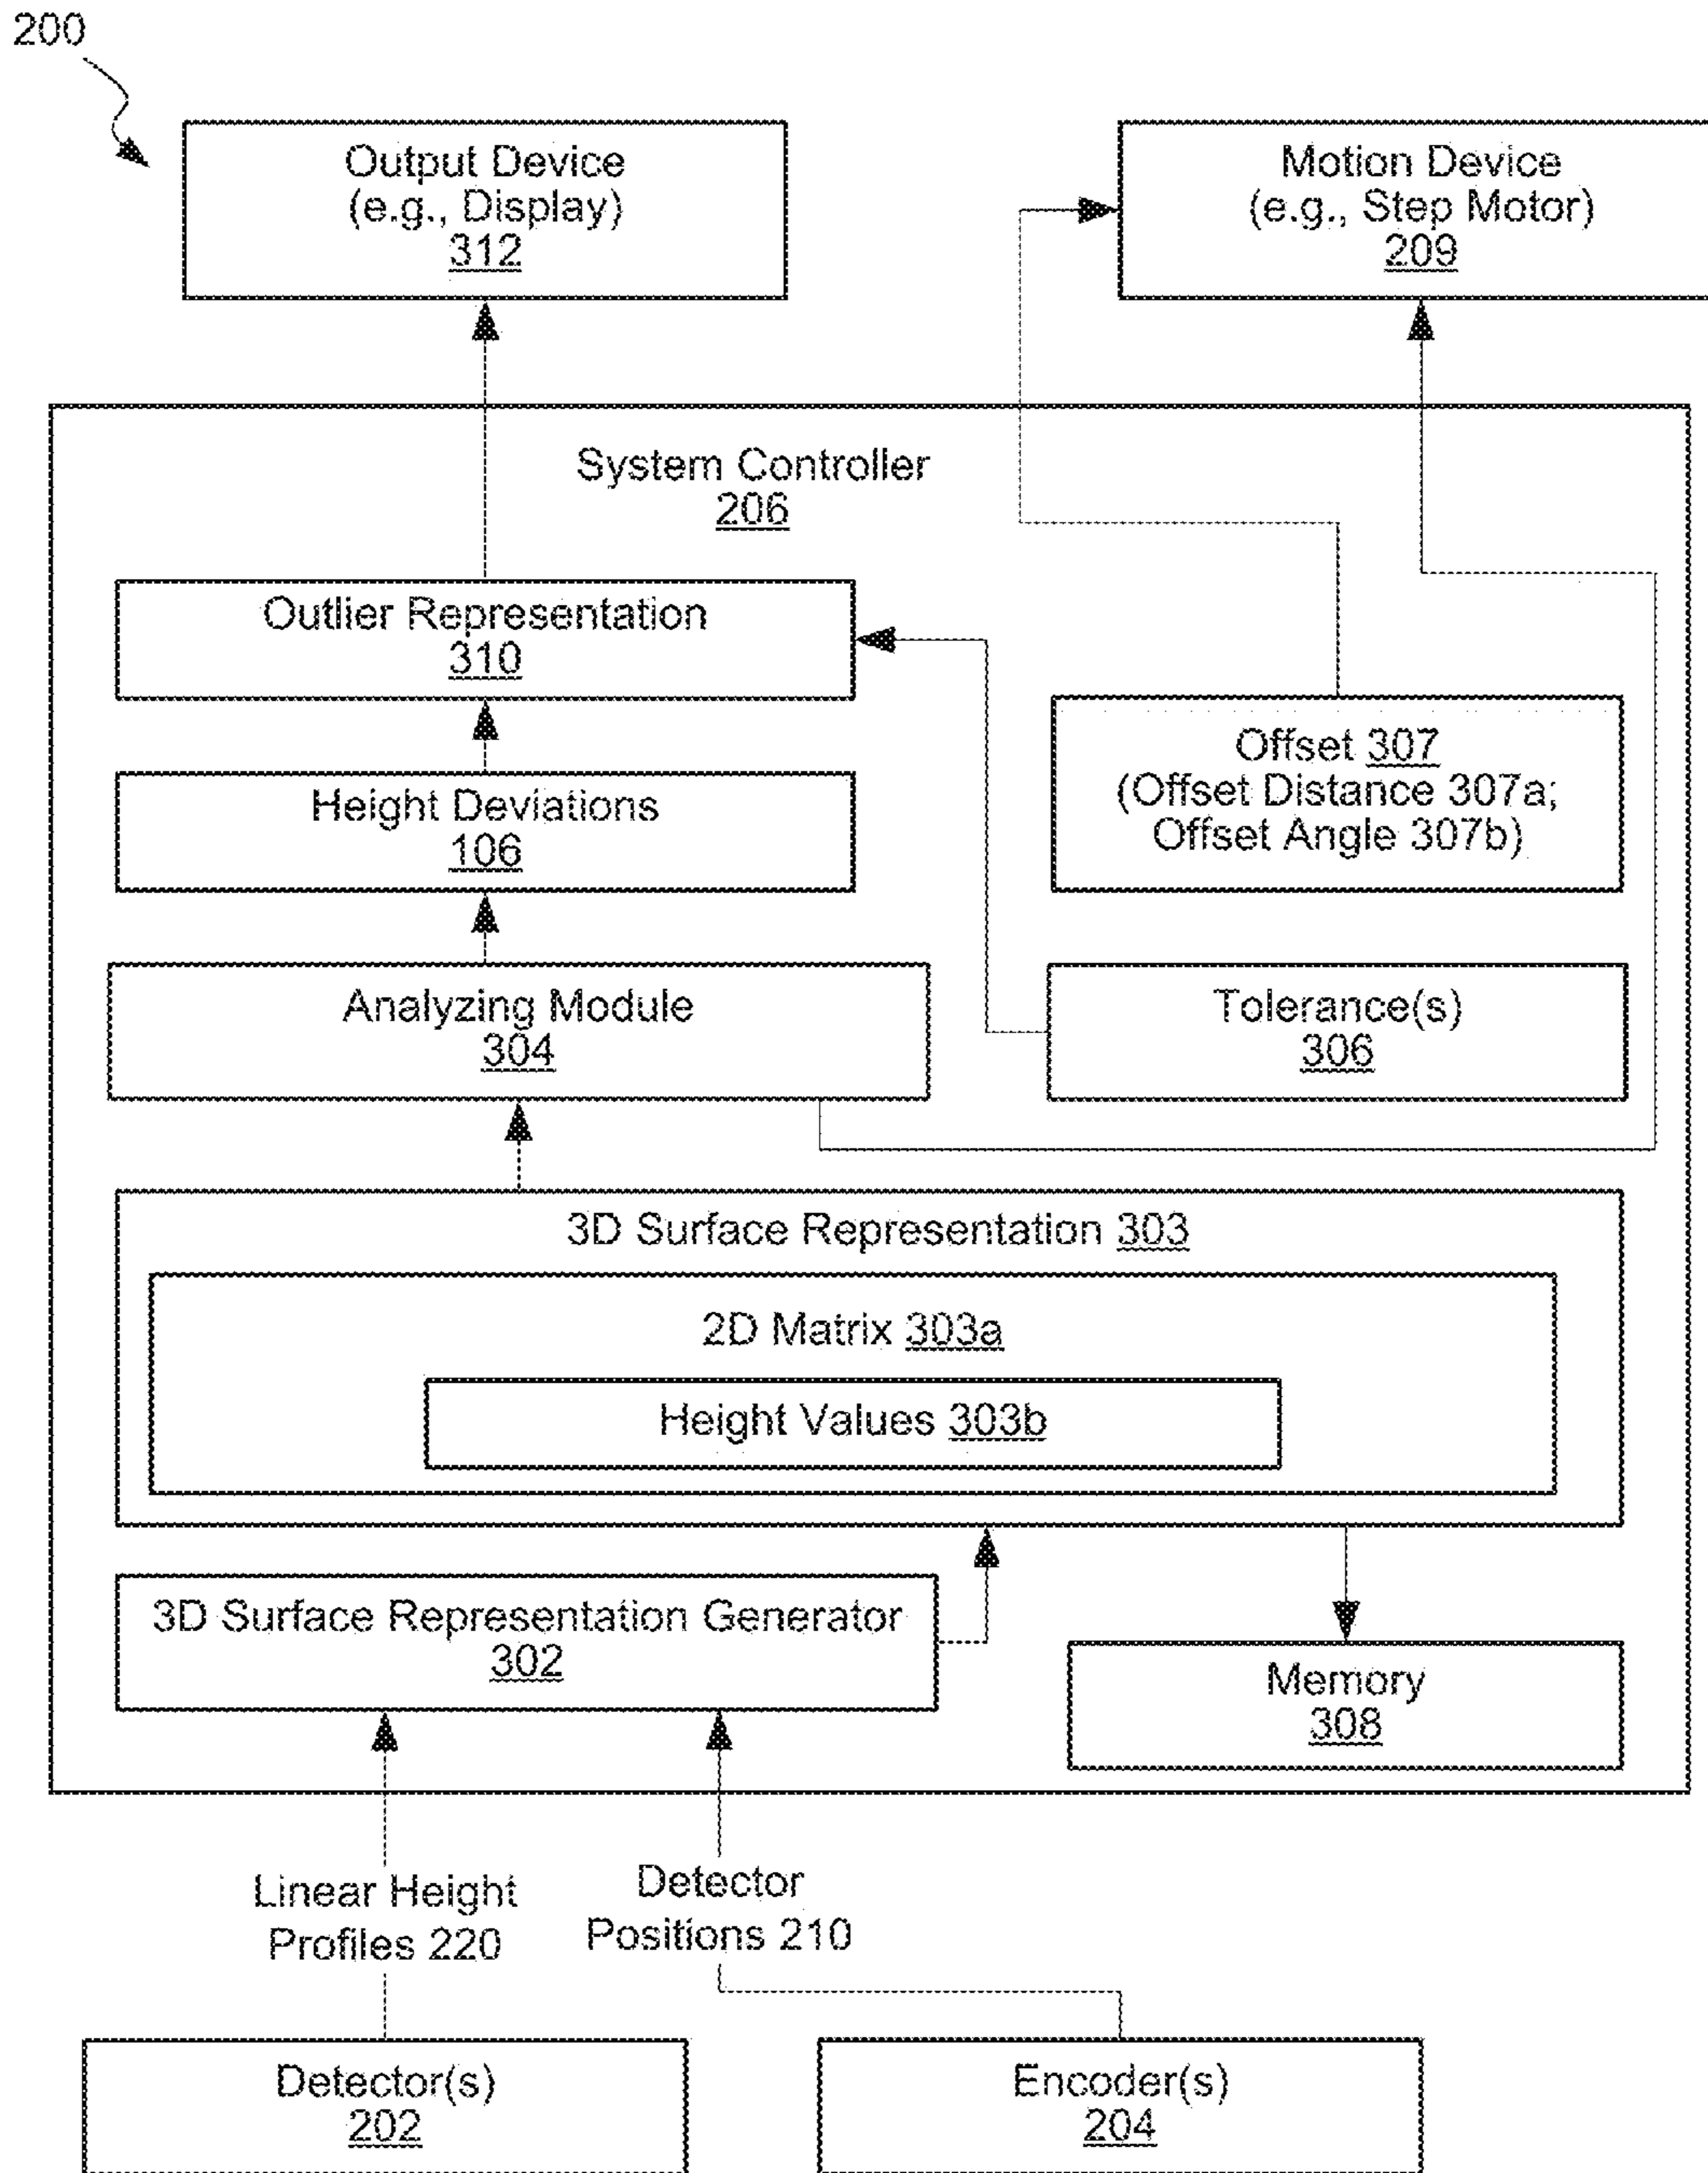 200
Output Device
(e.g., Display)
312
Motion Device
(e.g., Step Motor)
209
System Controller
206
Outlier Representation
310
Offset 307
(Offset Distance 307a;
Offset Angle 307b)
Height Deviations
106
Analyzing Module
304
Tolerance(s)
306
3D Surface Representation 303
2D Matrix 303a
Height Values 303b
3D Surface Representation Generator
302
Memory
308
Linear Height
Profiles 220
Detector
Positions 210
Detector(s)
202
Encoder(s)
204